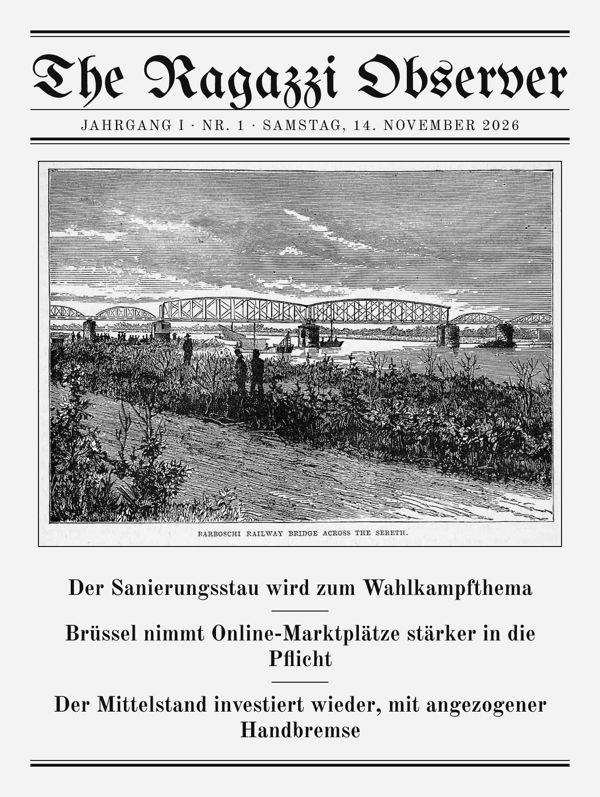 The Ragazzi Observer
JAHRGANG I · NR. 1 · SAMSTAG, 14. NOVEMBER 2026
BARBOSCHI RAILWAY BRIDGE ACROSS THE SERETH.
Der Sanierungsstau wird zum Wahlkampfthema
Brüssel nimmt Online-Marktplätze stärker in die
Pflicht
Der Mittelstand investiert wieder, mit angezogener
Handbremse